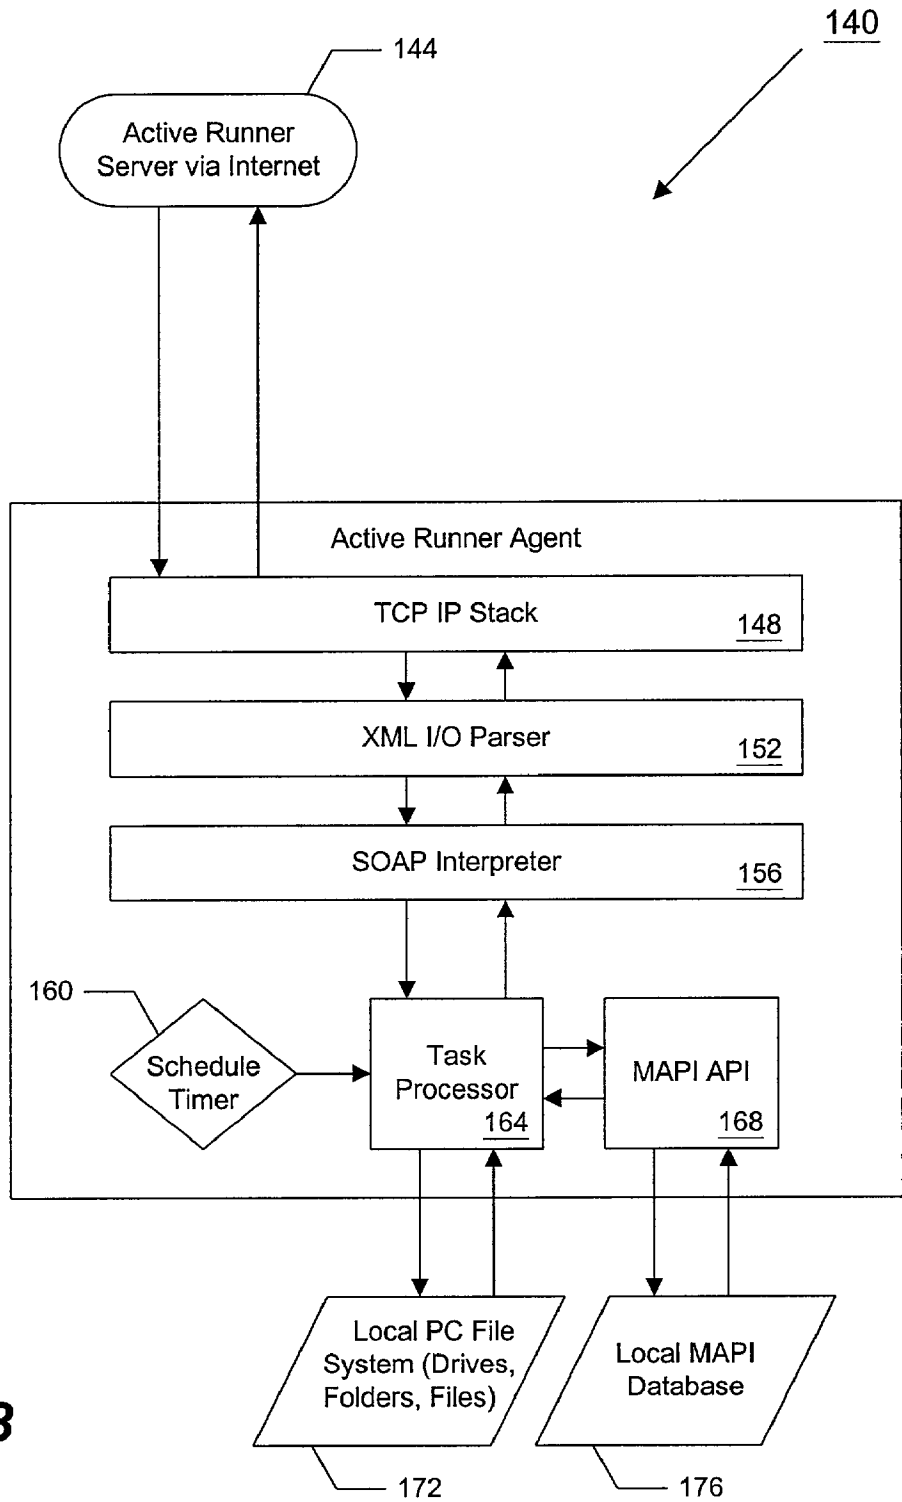 140
144
Active Runner
Server via Internet
Active Runner Agent
TCP IP Stack
148
XML I/O Parser
152
SOAP Interpreter
156
160
Schedule
Timer
Task
Processor
164
MAPI API
168
Local PC File
System (Drives,
Folders, Files)
Local MAPI
Database
172
176